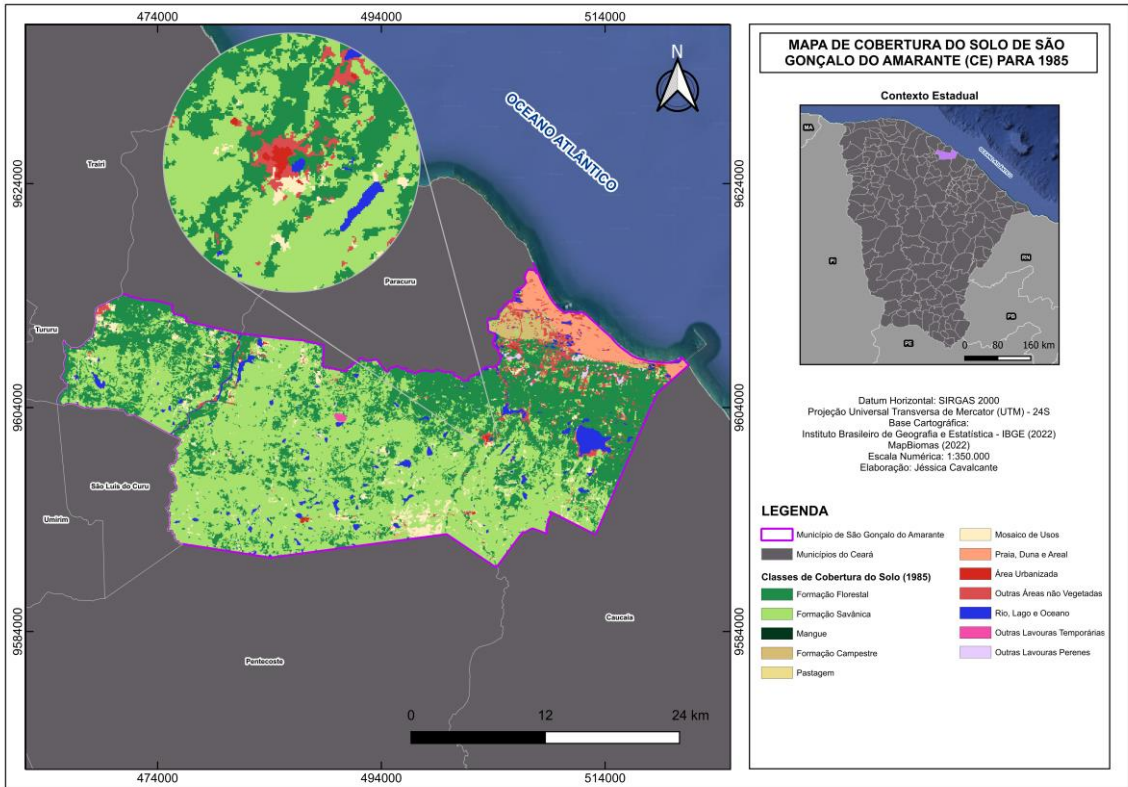 474000
494000
514000
9624000
9604000
9584000
9624000
9604000
9584000
N
OCEANO ATLÂNTICO
Trairi
Paracuru
Tururu
São Luís do Curu
Umirim
Pentecoste
Caucaia
0
12
24 km
474000
494000
514000
MAPA DE COBERTURA DO SOLO DE SÃO
GONÇALO DO AMARANTE (CE) PARA 1985
Contexto Estadual
MA
OCEANO ATLÂNTICO
PI
RN
PB
PE
0
80
160 km
Datum Horizontal: SIRGAS 2000
Projeção Universal Transversa de Mercator (UTM) - 24S
Base Cartográfica:
Instituto Brasileiro de Geografia e Estatística - IBGE (2022)
MapBiomas (2022)
Escala Numérica: 1:350.000
Elaboração: Jéssica Cavalcante
LEGENDA
Município de São Gonçalo do Amarante
Municípios do Ceará
Classes de Cobertura do Solo (1985)
Formação Florestal
Formação Savânica
Mangue
Formação Campestre
Pastagem
Mosaico de Usos
Praia, Duna e Areal
Área Urbanizada
Outras Áreas não Vegetadas
Rio, Lago e Oceano
Outras Lavouras Temporárias
Outras Lavouras Perenes